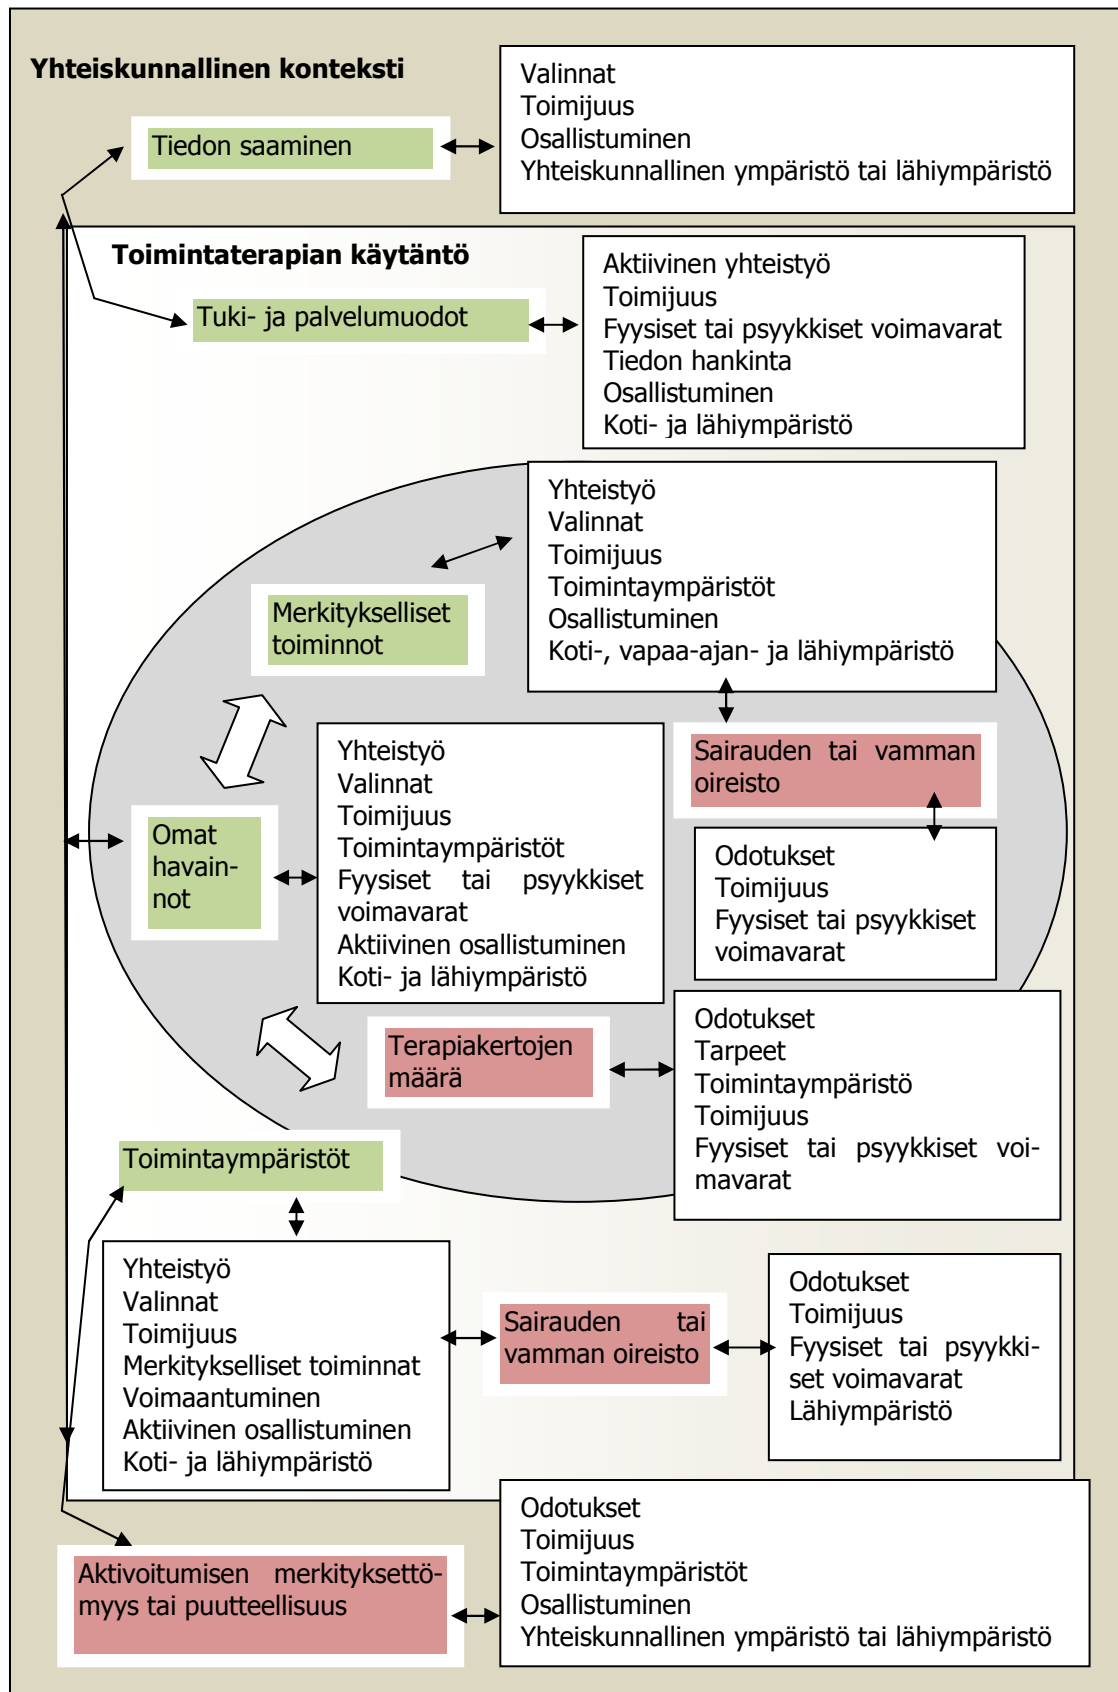 Yhteiskunnallinen konteksti
Valinnat
Toimijuus
Osallistuminen
Yhteiskunnallinen ympäristö tai lähiympäristö
Tiedon saaminen
Toimintaterapian käytäntö
Aktiivinen yhteistyö
Toimijuus
Fyysiset tai psyykkiset voimavarat
Tiedon hankinta
Osallistuminen
Koti- ja lähiympäristö
Tuki- ja palvelumuodot
Yhteistyö
Valinnat
Toimijuus
Toimintaympäristöt
Osallistuminen
Koti-, vapaa-ajan- ja lähiympäristö
Merkitykselliset
toiminnot
Sairauden tai vamman
oireisto
Yhteistyö
Valinnat
Toimijuus
Toimintaympäristöt
Fyysiset tai psyykkiset
voimavarat
Aktiivinen osallistuminen
Koti- ja lähiympäristö
Omat
havain-
not
Odotukset
Toimijuus
Fyysiset tai psyykkiset
voimavarat
Terapiakertojen
määrä
Odotukset
Tarpeet
Toimintaympäristö
Toimijuus
Fyysiset tai psyykkiset voi-
mavarat
Toimintaympäristöt
Yhteistyö
Valinnat
Toimijuus
Merkitykselliset toiminnat
Voimaantuminen
Aktiivinen osallistuminen
Koti- ja lähiympäristö
Sairauden tai
vamman oireisto
Odotukset
Toimijuus
Fyysiset tai psyykki-
set voimavarat
Lähiympäristö
Aktivoitumisen merkityksettö-
myys tai puutteellisuus
Odotukset
Toimijuus
Toimintaympäristöt
Osallistuminen
Yhteiskunnallinen ympäristö tai lähiympäristö